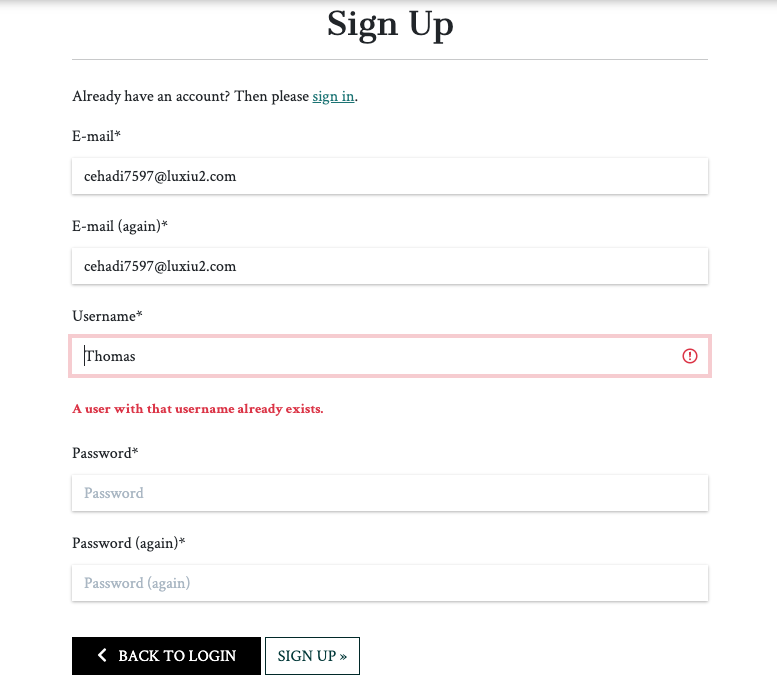 Sign Up
Already have an account? Then please sign in.
E-mail*
cehadi7597@luxiu2.com
E-mail (again)*
cehadi7597@luxiu2.com
Username*
Thomas
A user with that username already exists.
Password*
Password
Password (again)*
Password (again)
BACK TO LOGIN SIGN UP »